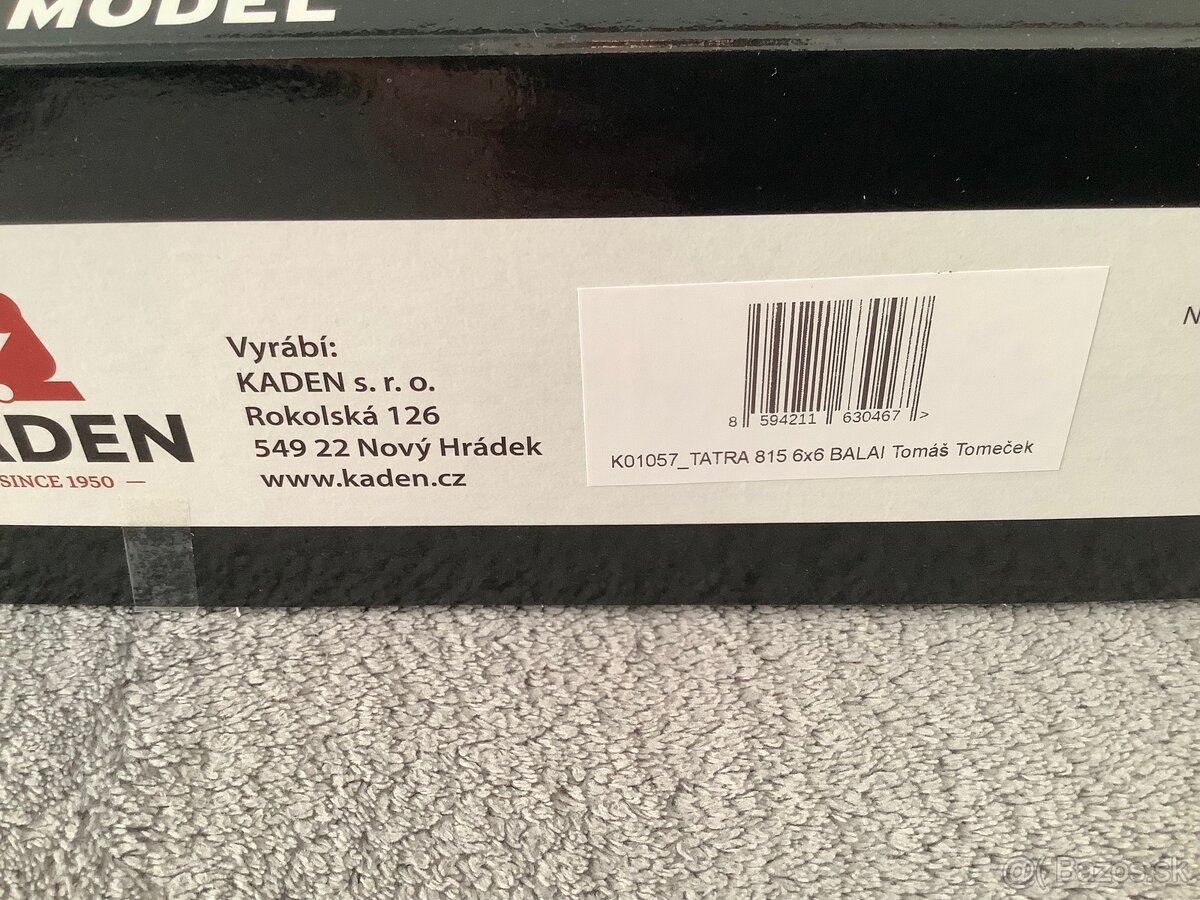 MODEL
ADEN
SINCE 1950 —
Vyrábí:
KADEN s. r. o.
Rokolská 126
549 22 Nový Hrádek
www.kaden.cz
8 594211 630467 >
K01057_TATRA 815 6x6 BALAI Tomáš Tomeček
N
Bazos.sk